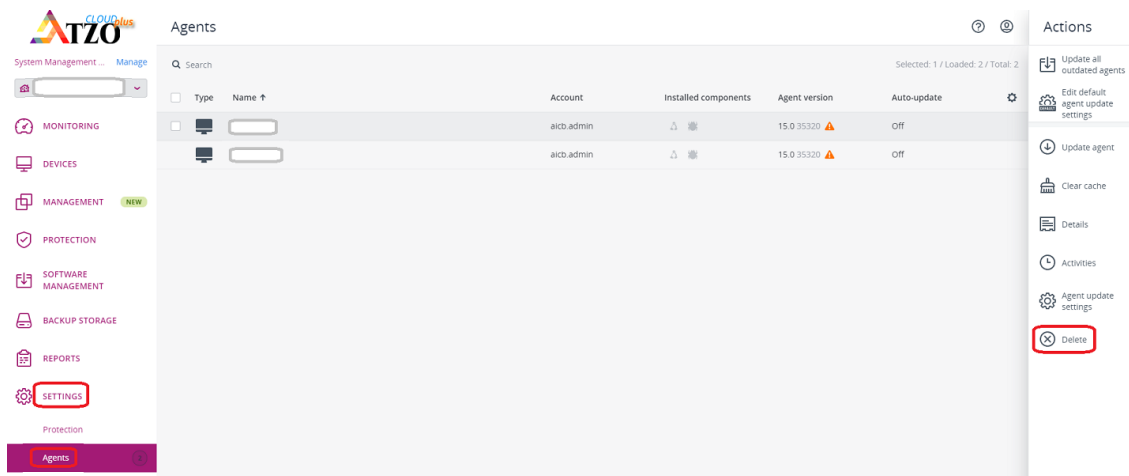 CLOUD plus
ATZO
System Management ... Manage
MONITORING
DEVICES
MANAGEMENT NEW
PROTECTION
SOFTWARE
MANAGEMENT
BACKUP STORAGE
REPORTS
SETTINGS
Protection
Agents
Agents
Search
Selected: 1 / Loaded: 2 / Total: 2
Type Name ↑ Account Installed components Agent version Auto-update
aicb.admin 15.0 35320 Off
aicb.admin 15.0 35320 Off
Actions
Update all
outdated agents
Edit default
agent update
settings
Update agent
Clear cache
Details
Activities
Agent update
settings
Delete